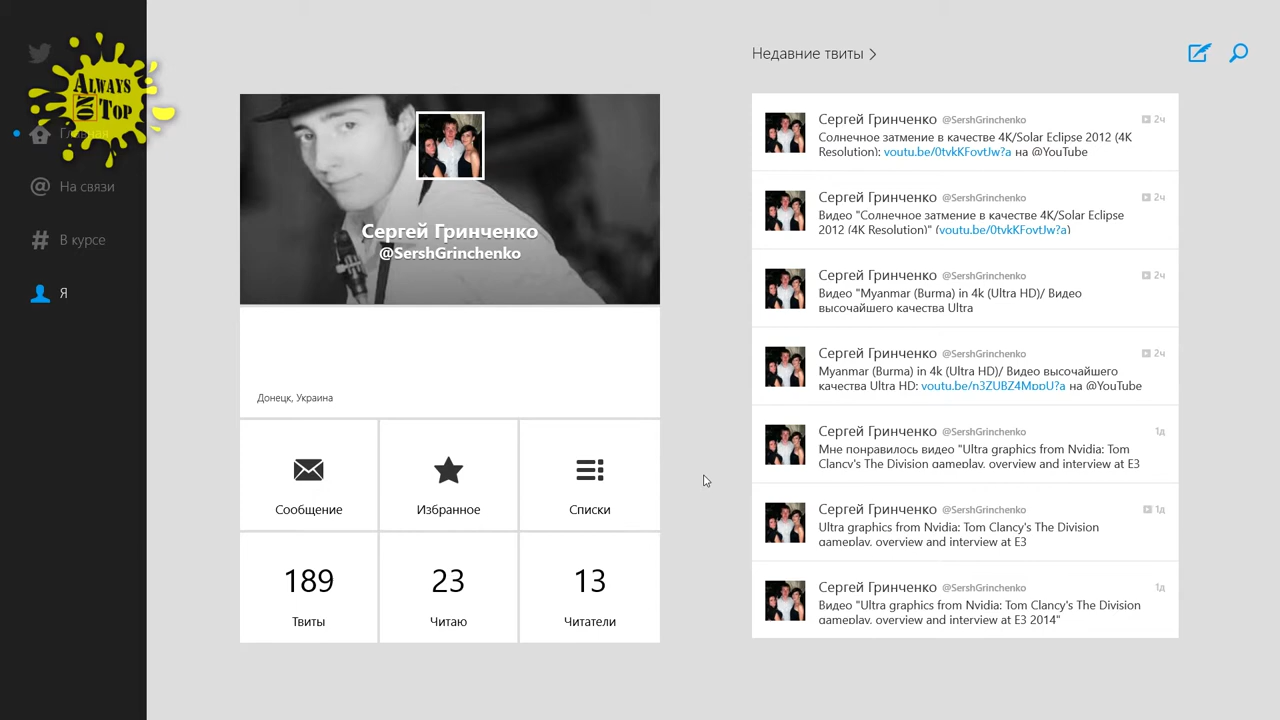 ALWAYS
ON TOP
Главная
На связи
В курсе
Я
Сергей Гринченко
@SershGrinchenko
Донецк, Украина
Сообщение
Избранное
Списки
189
23
13
Твиты
Читаю
Читатели
Недавние твиты
Сергей Гринченко @SershGrinchenko 2ч
Солнечное затмение в качестве 4K/Solar Eclipse 2012 (4K
Resolution): youtu.be/0tvkKFovtJw?a на @YouTube
Сергей Гринченко @SershGrinchenko 2ч
Видео "Солнечное затмение в качестве 4K/Solar Eclipse
2012 (4K Resolution)" (youtu.be/0tvkKFovtJw?a)
Сергей Гринченко @SershGrinchenko 2ч
Видео "Myanmar (Burma) in 4k (Ultra HD)/ Видео
высочайшего качества Ultra
Сергей Гринченко @SershGrinchenko 2ч
Myanmar (Burma) in 4k (Ultra HD)/ Видео высочайшего
качества Ultra HD: youtu.be/n3ZUBZ4MppU?a на @YouTube
Сергей Гринченко @SershGrinchenko 1д
Мне понравилось видео "Ultra graphics from Nvidia: Tom
Clancy's The Division gameplay, overview and interview at E3
Сергей Гринченко @SershGrinchenko 1д
Ultra graphics from Nvidia: Tom Clancy's The Division
gameplay, overview and interview at E3
Сергей Гринченко @SershGrinchenko 1д
Видео "Ultra graphics from Nvidia: Tom Clancy's The Division
gameplay, overview and interview at E3 2014"